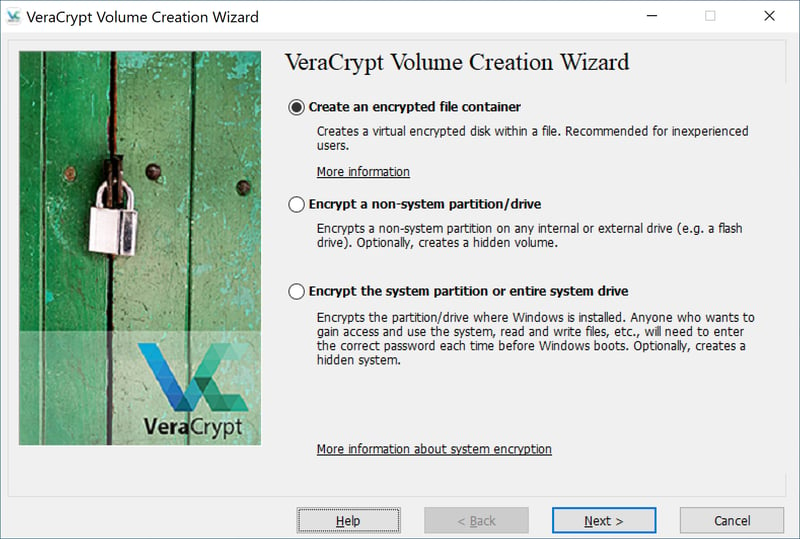 VeraCrypt Volume Creation Wizard
VeraCrypt Volume Creation Wizard
Create an encrypted file container
Creates a virtual encrypted disk within a file. Recommended for inexperienced
users.
More information
Encrypt a non-system partition/drive
Encrypts a non-system partition on any internal or external drive (e.g. a flash
drive). Optionally, creates a hidden volume.
Encrypt the system partition or entire system drive
Encrypts the partition/drive where Windows is installed. Anyone who wants to
gain access and use the system, read and write files, etc., will need to enter
the correct password each time before Windows boots. Optionally, creates a
hidden system.
VeraCrypt
More information about system encryption
Help
< Back
Next >
Cancel